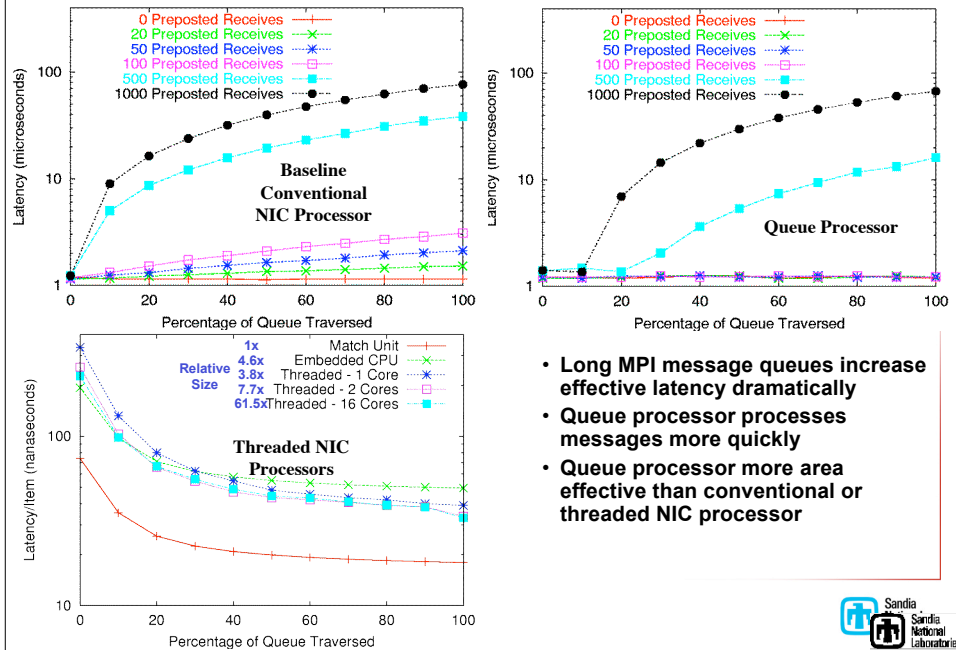 0 Preposted Receives
20 Preposted Receives
50 Preposted Receives
100 Preposted Receives
500 Preposted Receives
1000 Preposted Receives
Latency (microseconds)
100
10
1
Baseline
Conventional
NIC Processor
0 20 40 60 80 100
Percentage of Queue Traversed
0 Preposted Receives
20 Preposted Receives
50 Preposted Receives
100 Preposted Receives
500 Preposted Receives
1000 Preposted Receives
Latency (microseconds)
100
10
1
Queue Processor
0 20 40 60 80 100
Percentage of Queue Traversed
Relative
Size
1x Match Unit
4.6x Embedded CPU
3.8x Threaded - 1 Core
7.7x Threaded - 2 Cores
61.5x Threaded - 16 Cores
Latency/Item (nanaseconds)
100
10
Threaded NIC
Processors
0 20 40 60 80 100
Percentage of Queue Traversed
• Long MPI message queues increase
effective latency dramatically
• Queue processor processes
messages more quickly
• Queue processor more area
effective than conventional or
threaded NIC processor
Sandia
Sandia
National
Laboratorie